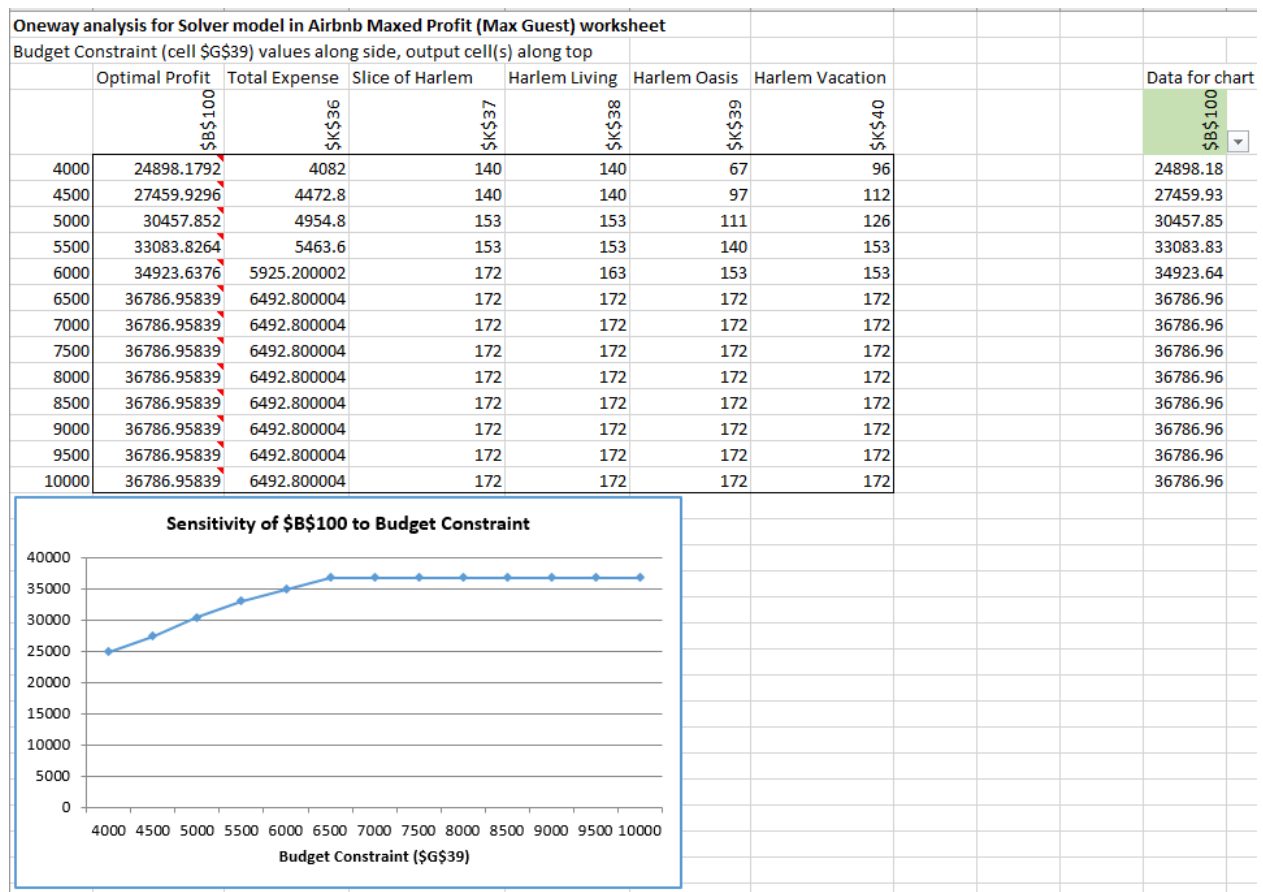 Oneway analysis for Solver model in Airbnb Maxed Profit (Max Guest) worksheet
Budget Constraint (cell $G$39) values along side, output cell(s) along top
Optimal Profit Total Expense Slice of Harlem Harlem Living Harlem Oasis Harlem Vacation Data for chart
$B$100 $K$36 $K$37 $K$38 $K$39 $K$40 $B$100
4000 24898.1792 4082 140 140 67 96 24898.18
4500 27459.9296 4472.8 140 140 97 112 27459.93
5000 30457.852 4954.8 153 153 111 126 30457.85
5500 33083.8264 5463.6 153 153 140 153 33083.83
6000 34923.6376 5925.200002 172 163 153 153 34923.64
6500 36786.95839 6492.800004 172 172 172 172 36786.96
7000 36786.95839 6492.800004 172 172 172 172 36786.96
7500 36786.95839 6492.800004 172 172 172 172 36786.96
8000 36786.95839 6492.800004 172 172 172 172 36786.96
8500 36786.95839 6492.800004 172 172 172 172 36786.96
9000 36786.95839 6492.800004 172 172 172 172 36786.96
9500 36786.95839 6492.800004 172 172 172 172 36786.96
10000 36786.95839 6492.800004 172 172 172 172 36786.96
Sensitivity of $B$100 to Budget Constraint
40000
35000
30000
25000
20000
15000
10000
5000
0
4000 4500 5000 5500 6000 6500 7000 7500 8000 8500 9000 9500 10000
Budget Constraint ($G$39)